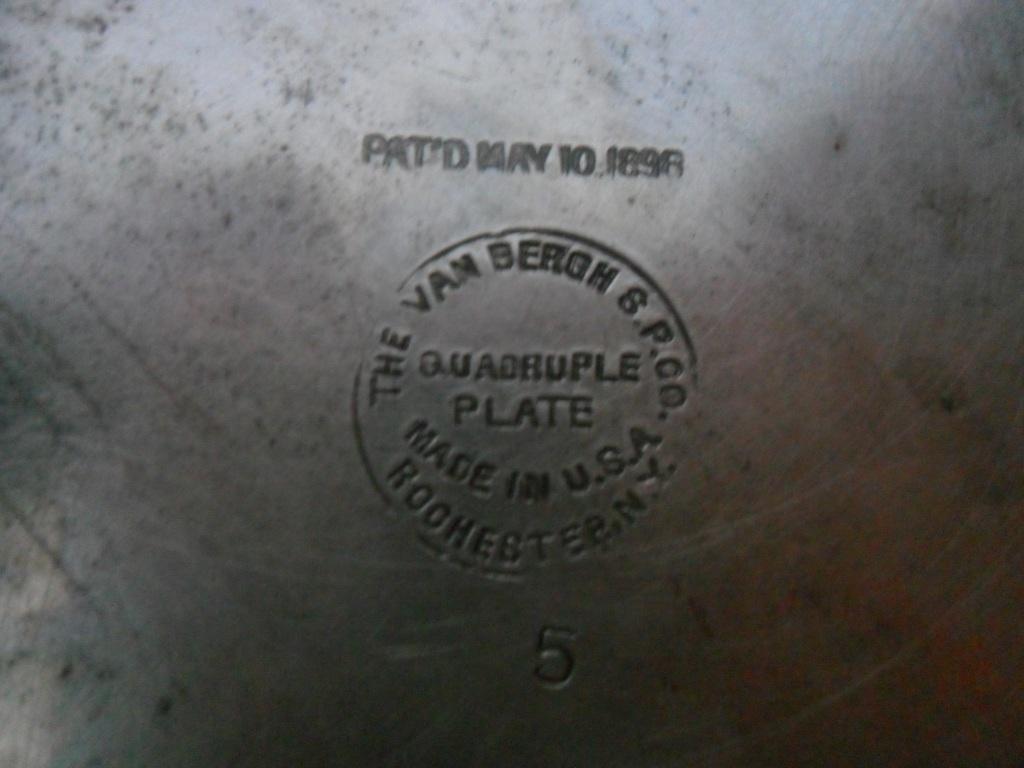 PAT'D MAY 10.1898
THE VAN BERGH S.P.CO.
QUADRUPLE
PLATE
MADE IN U.S.A.
ROCHESTER, N.Y.
5